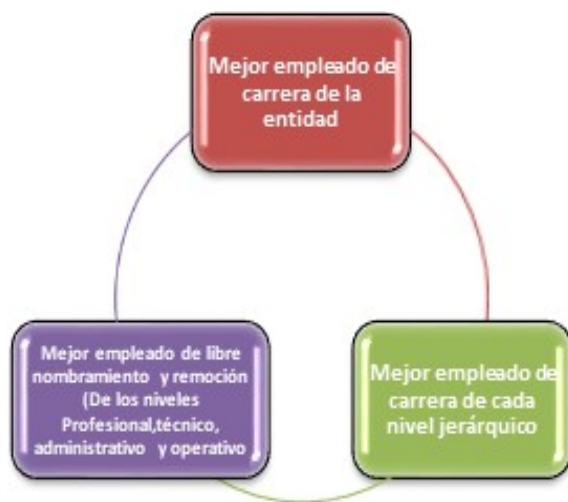 Mejor empleado de
carrera de la
entidad
Mejor empleado de libre
nombramiento y remoción
(De los niveles
Profesional,técnico,
administrativo y operativo
Mejor empleado de
carrera de cada
nivel jerárquico